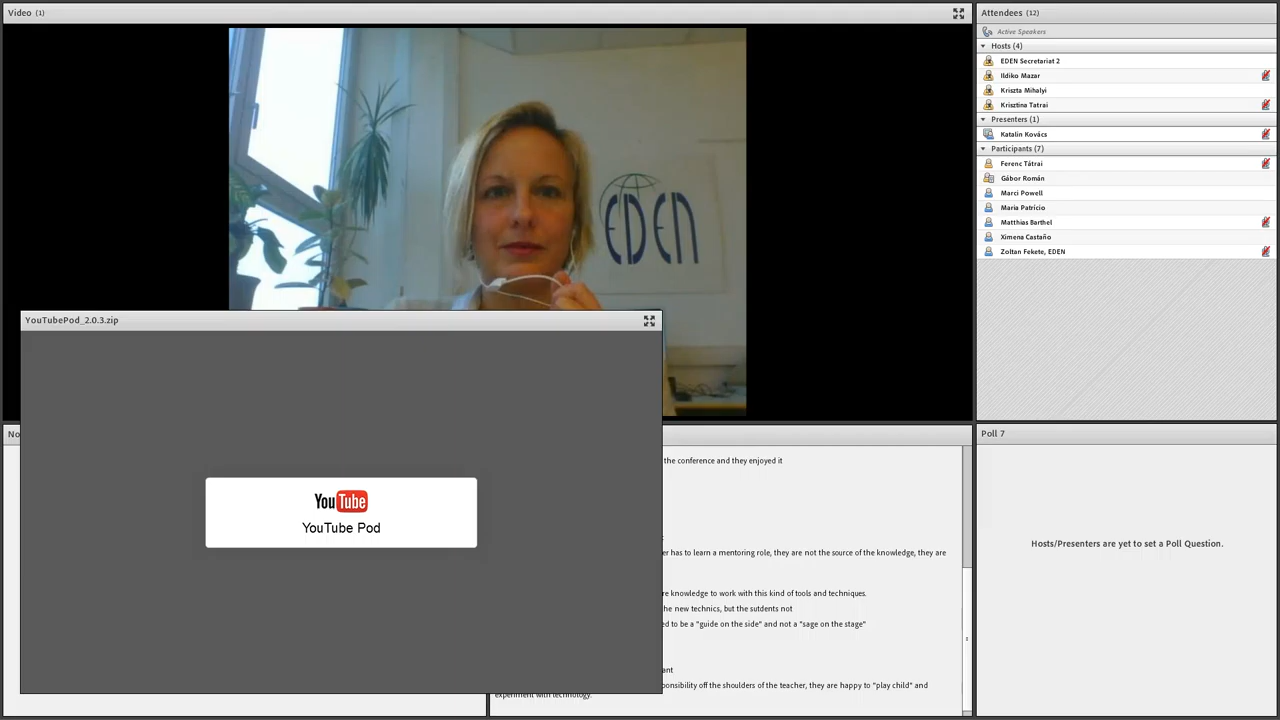 Video (1)
EDEN
YouTubePod_2.0.3.zip
YouTube
YouTube Pod
No
the conference and they enjoyed it
er has to learn a mentoring role, they are not the source of the knowledge, they are
re knowledge to work with this kind of tools and techniques.
he new technics, but the sutdents not
ed to be a "guide on the side" and not a "sage on the stage"
ant
ponsibility off the shoulders of the teacher, they are happy to "play child" and
experiment with technology.
Attendees (12)
Active Speakers
Hosts (4)
EDEN Secretariat 2
Ildiko Mazar
Kriszta Mihalyi
Krisztina Tatrai
Presenters (1)
Katalin Kovács
Participants (7)
Ferenc Tátrai
Gábor Román
Marci Powell
Maria Patrício
Matthias Barthel
Ximena Castaño
Zoltan Fekete, EDEN
Poll 7
Hosts/Presenters are yet to set a Poll Question.